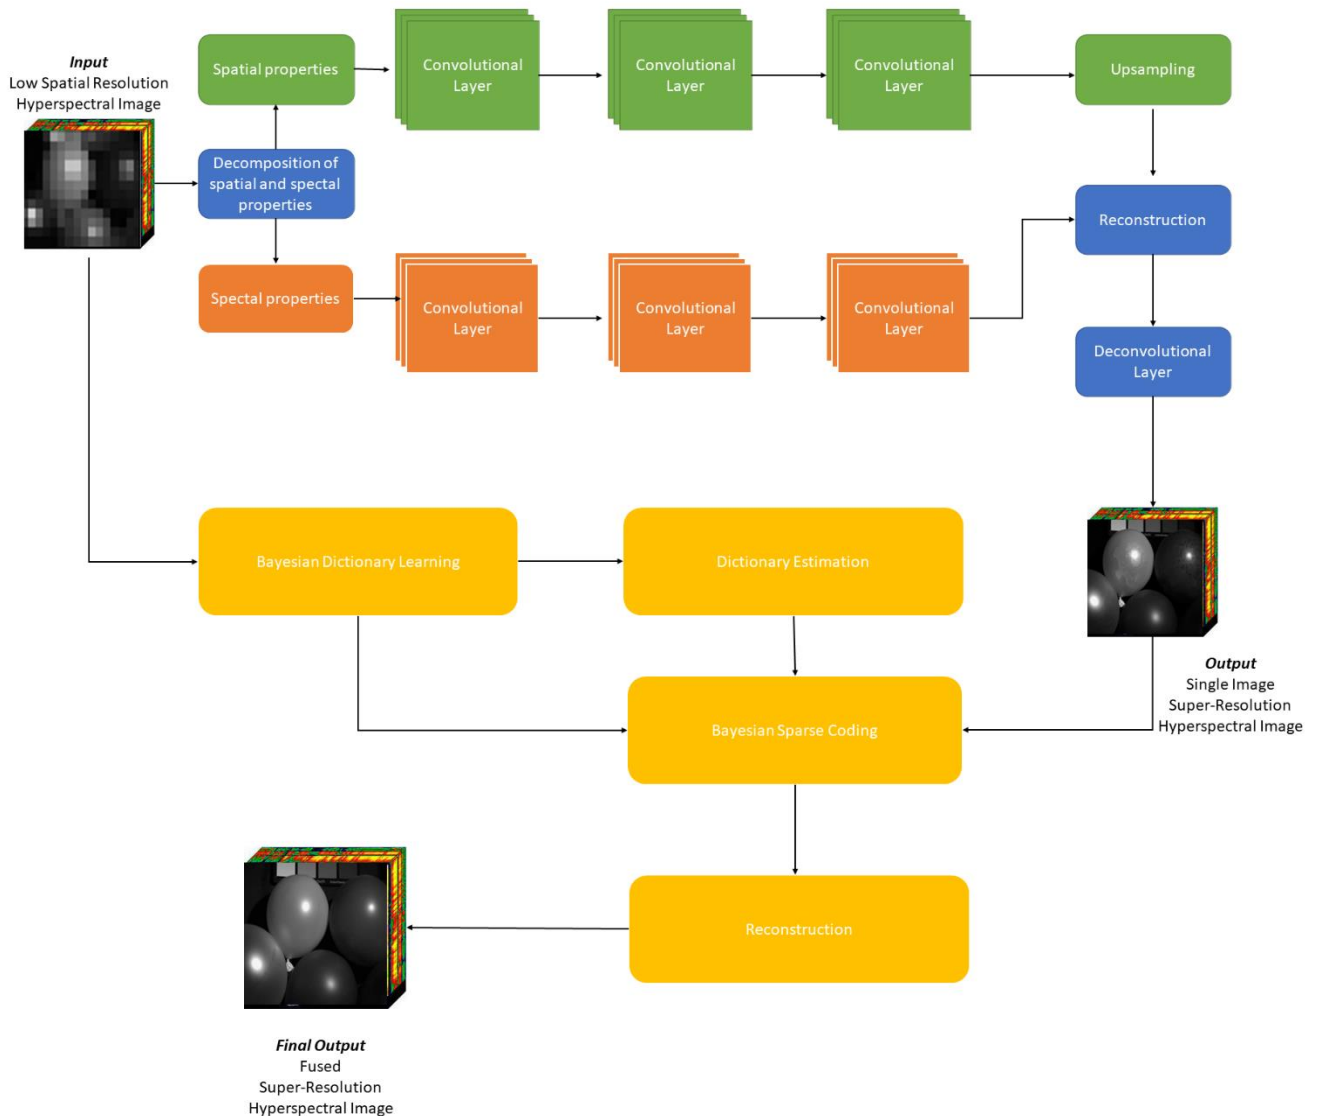 Input
Low Spatial Resolution
Hyperspectral Image
Spatial properties
Convolutional
Layer
Convolutional
Layer
Convolutional
Layer
Upsampling
Decomposition of
spatial and spectal
properties
Reconstruction
Spectal properties
Convolutional
Layer
Convolutional
Layer
Convolutional
Layer
Deconvolutional
Layer
Bayesian Dictionary Learning
Dictionary Estimation
Output
Single Image
Super-Resolution
Hyperspectral Image
Bayesian Sparse Coding
Reconstruction
Final Output
Fused
Super-Resolution
Hyperspectral Image